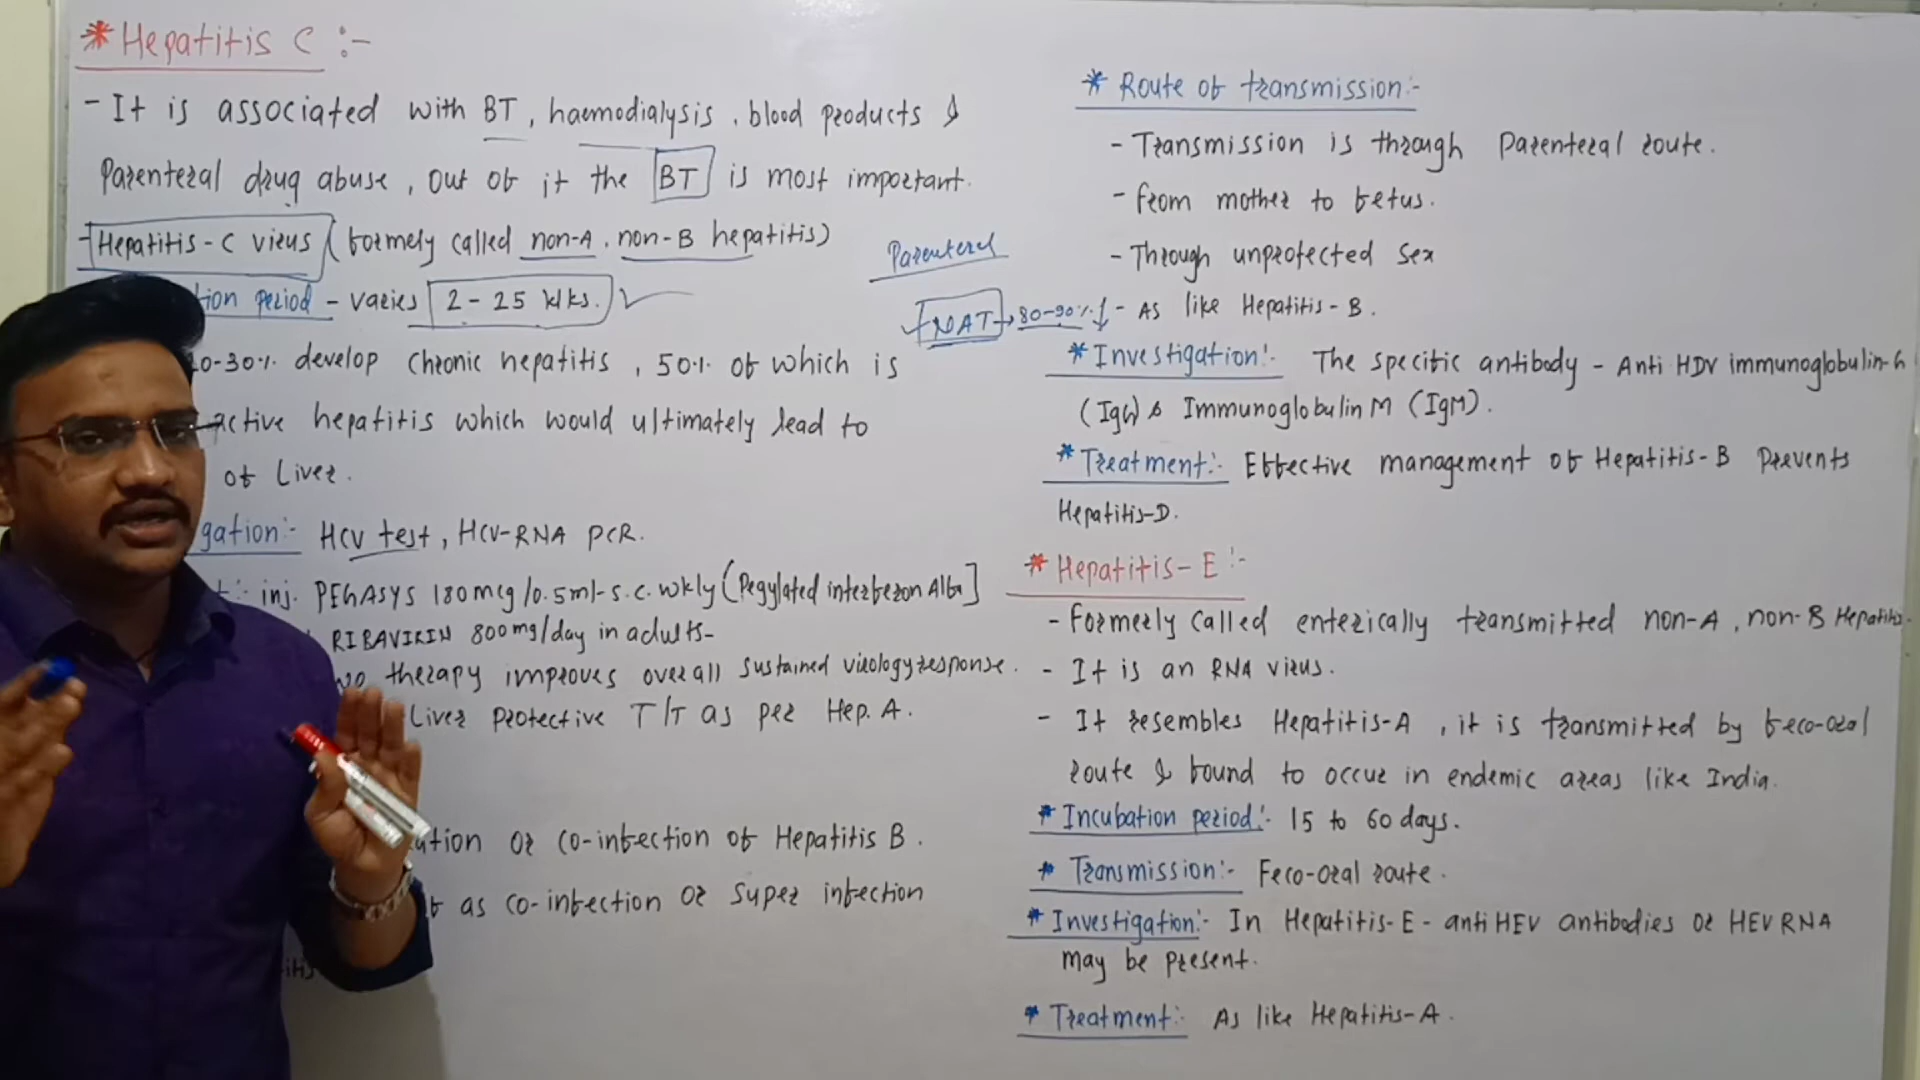 * Hepatitis C :-
- It is associated with BT, haemodialysis, blood products &
Parenteral drug abuse, out of it the BT is most important.
- Hepatitis-C virus (formely called non-A, non-B hepatitis)
tion period - varies 2-25 wks.
0-30% develop chronic hepatitis, 50% of which is
active hepatitis which would ultimately lead to
of Liver.
gation:- HCV test, HCV-RNA PCR.
t:- inj. PEGASYS 180mcg/0.5ml-s.c. wkly (Pegylated interferon Alfa]
RIBAVIRIN 800mg/day in adults-
therapy improves overall sustained virology response.
Liver protective T/T as per Hep. A.
ation or co-infection of Hepatitis B.
as co-infection or super infection
itis
Parenteral
NAT → 80-90% ↓
* Route of transmission:-
- Transmission is through Parenteral route.
- from mother to fetus.
- Through unprotected sex
- As like Hepatitis-B.
* Investigation:- The specific antibody - Anti HDV immunoglobulin-G
(IgG) & Immunoglobulin M (IgM).
* Treatment:- Effective management of Hepatitis-B Prevents
Hepatitis-D.
* Hepatitis-E :-
- Formerly called enterically transmitted non-A, non-B Hepatitis.
- It is an RNA virus.
- It resembles Hepatitis-A, it is transmitted by feco-oral
route & found to occur in endemic areas like India.
* Incubation period:- 15 to 60 days.
* Transmission:- Feco-oral route.
* Investigation:- In Hepatitis-E - anti HEV antibodies or HEV RNA
may be present.
* Treatment:- As like Hepatitis-A.